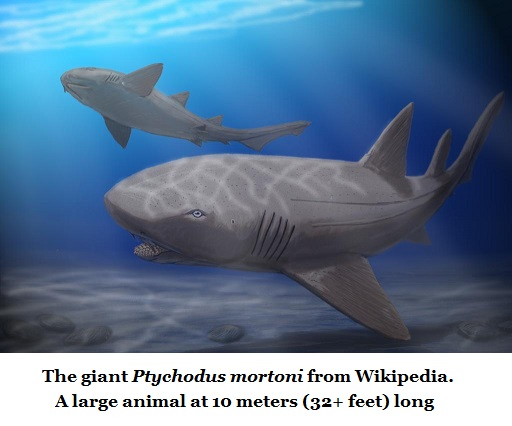 The giant Ptychodus mortoni from Wikipedia.
A large animal at 10 meters (32+ feet) long